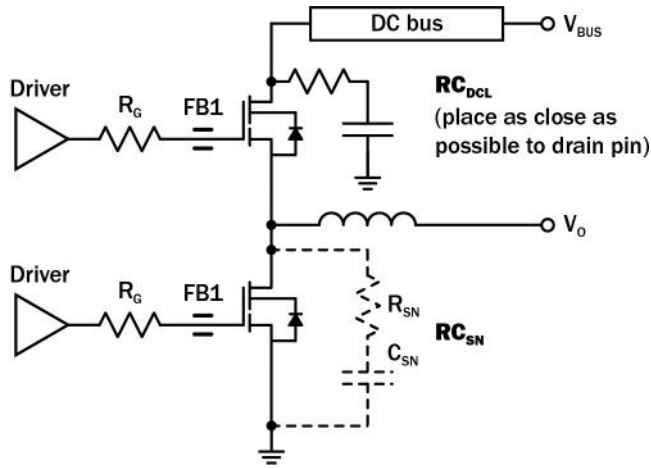 DC bus
V_BUS
Driver
R_G
FB1
RC_DCL
(place as close as
possible to drain pin)
V_O
Driver
R_G
FB1
R_SN
RC_SN
C_SN